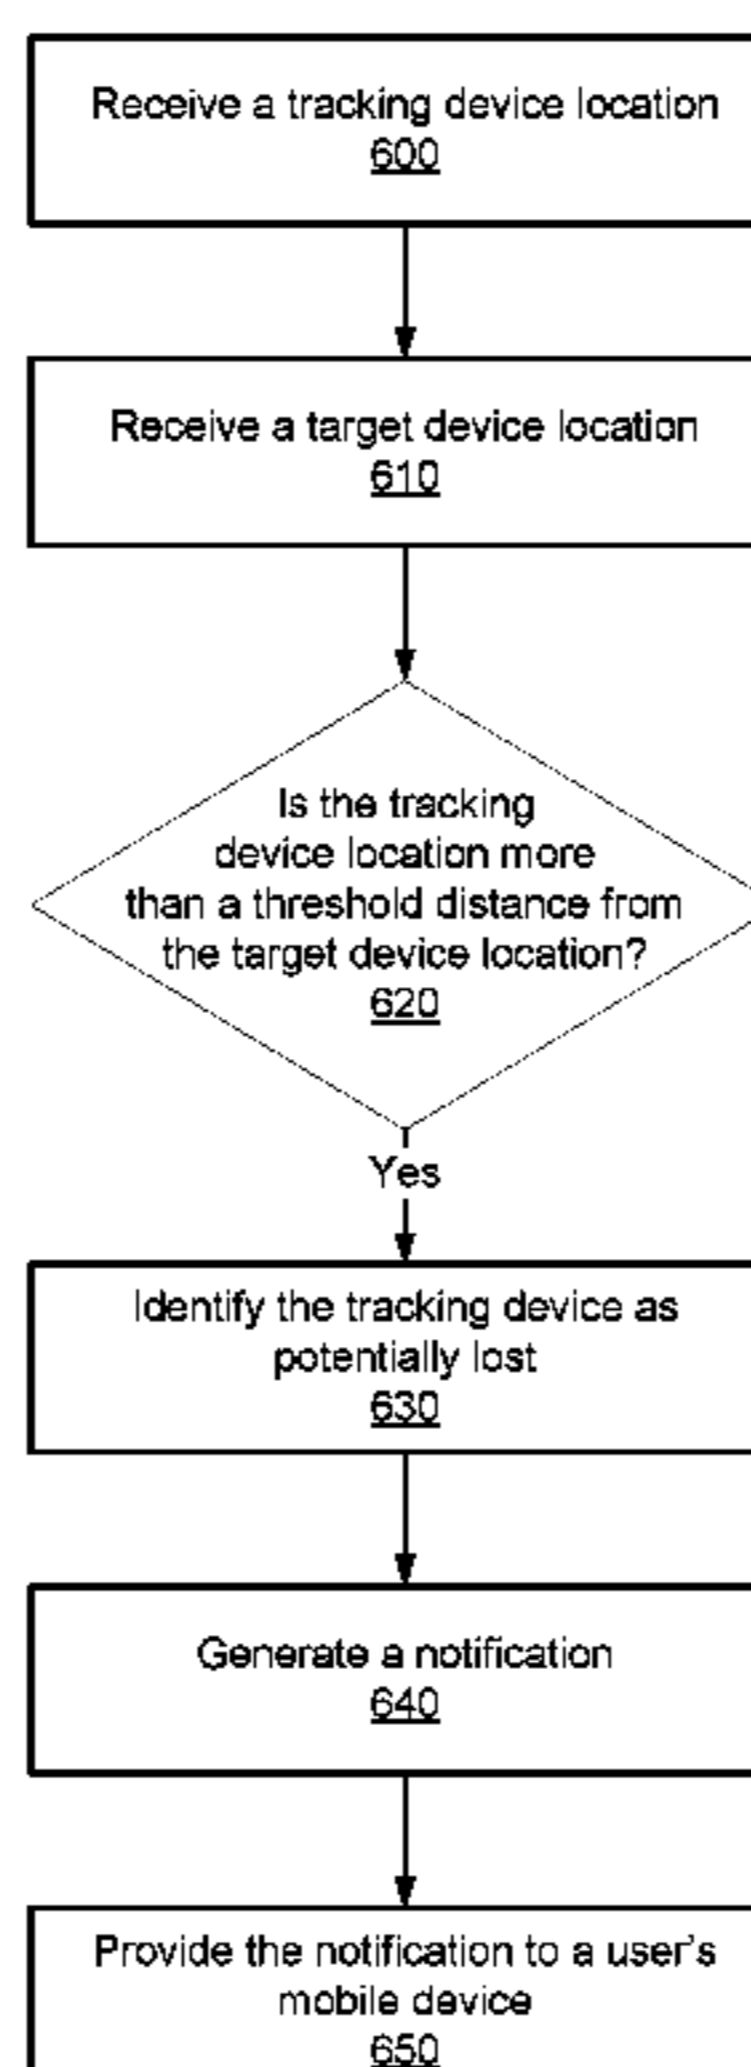 Receive a tracking device location
600
Receive a target device location
610
Is the tracking
device location more
than a threshold distance from
the target device location?
620
Yes
Identify the tracking device as
potentially lost
630
Generate a notification
640
Provide the notification to a user's
mobile device
650